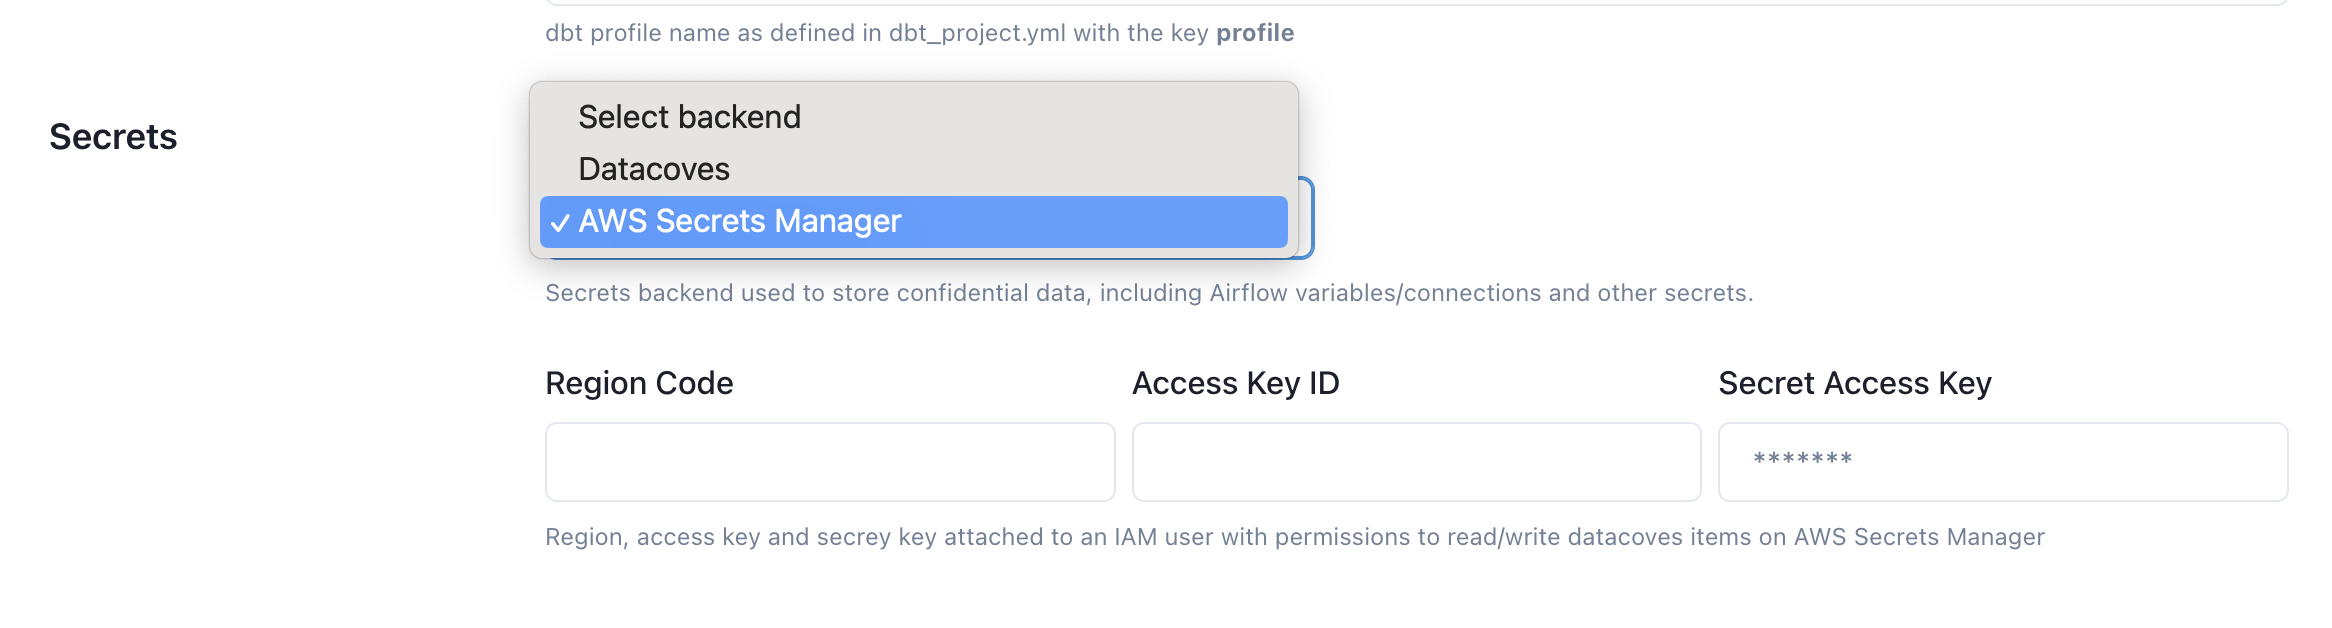 dbt profile name as defined in dbt_project.yml with the key profile
Secrets
Select backend
Datacoves
✓ AWS Secrets Manager
Secrets backend used to store confidential data, including Airflow variables/connections and other secrets.
Region Code
Access Key ID
Secret Access Key
*******
Region, access key and secrey key attached to an IAM user with permissions to read/write datacoves items on AWS Secrets Manager